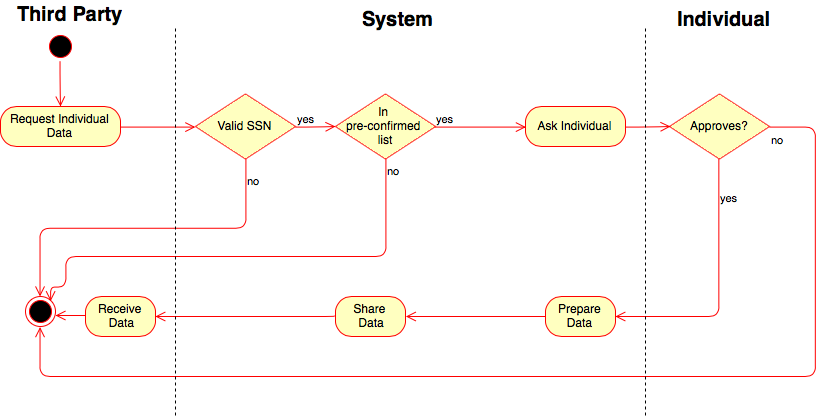 Third Party
System
Individual
Request Individual
Data
Valid SSN
yes
In
pre-confirmed
list
yes
Ask Individual
Approves?
no
no
no
yes
Receive
Data
Share
Data
Prepare
Data